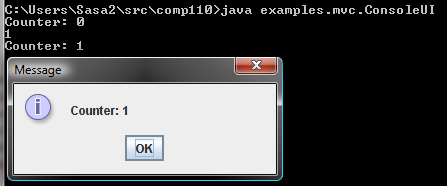 C:\Users\Sasa2\src\comp110>java examples.mvc.ConsoleUI
Counter: 0
1
Counter: 1
Message
Counter: 1
OK